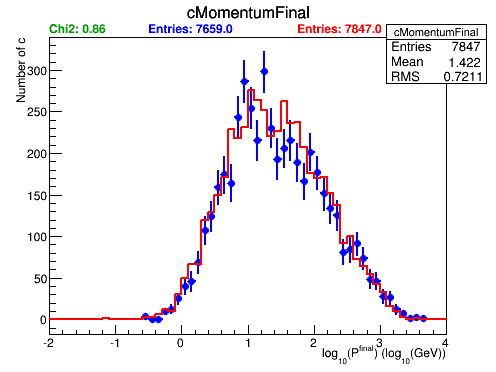 cMomentumFinal
Chi2: 0.86 Entries: 7659.0 Entries: 7847.0
cMomentumFinal
Entries 7847
Mean 1.422
RMS 0.7211
Number of c
300
250
200
150
100
50
0
-2 -1 0 1 2 3 4
log10(Pfinal) (log10(GeV))